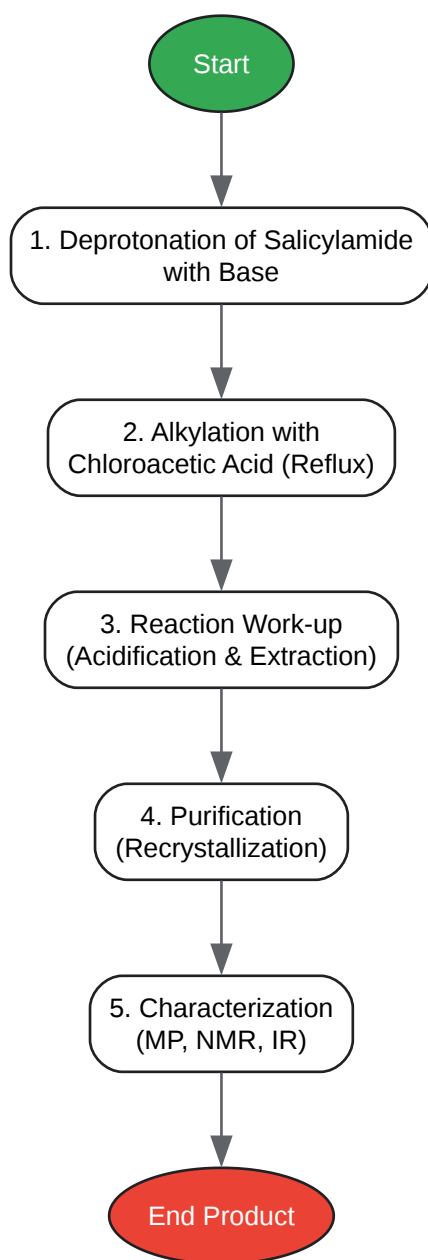 Start
1. Deprotonation of Salicylamide
with Base
2. Alkylation with
Chloroacetic Acid (Reflux)
3. Reaction Work-up
(Acidification & Extraction)
4. Purification
(Recrystallization)
5. Characterization
(MP, NMR, IR)
End Product